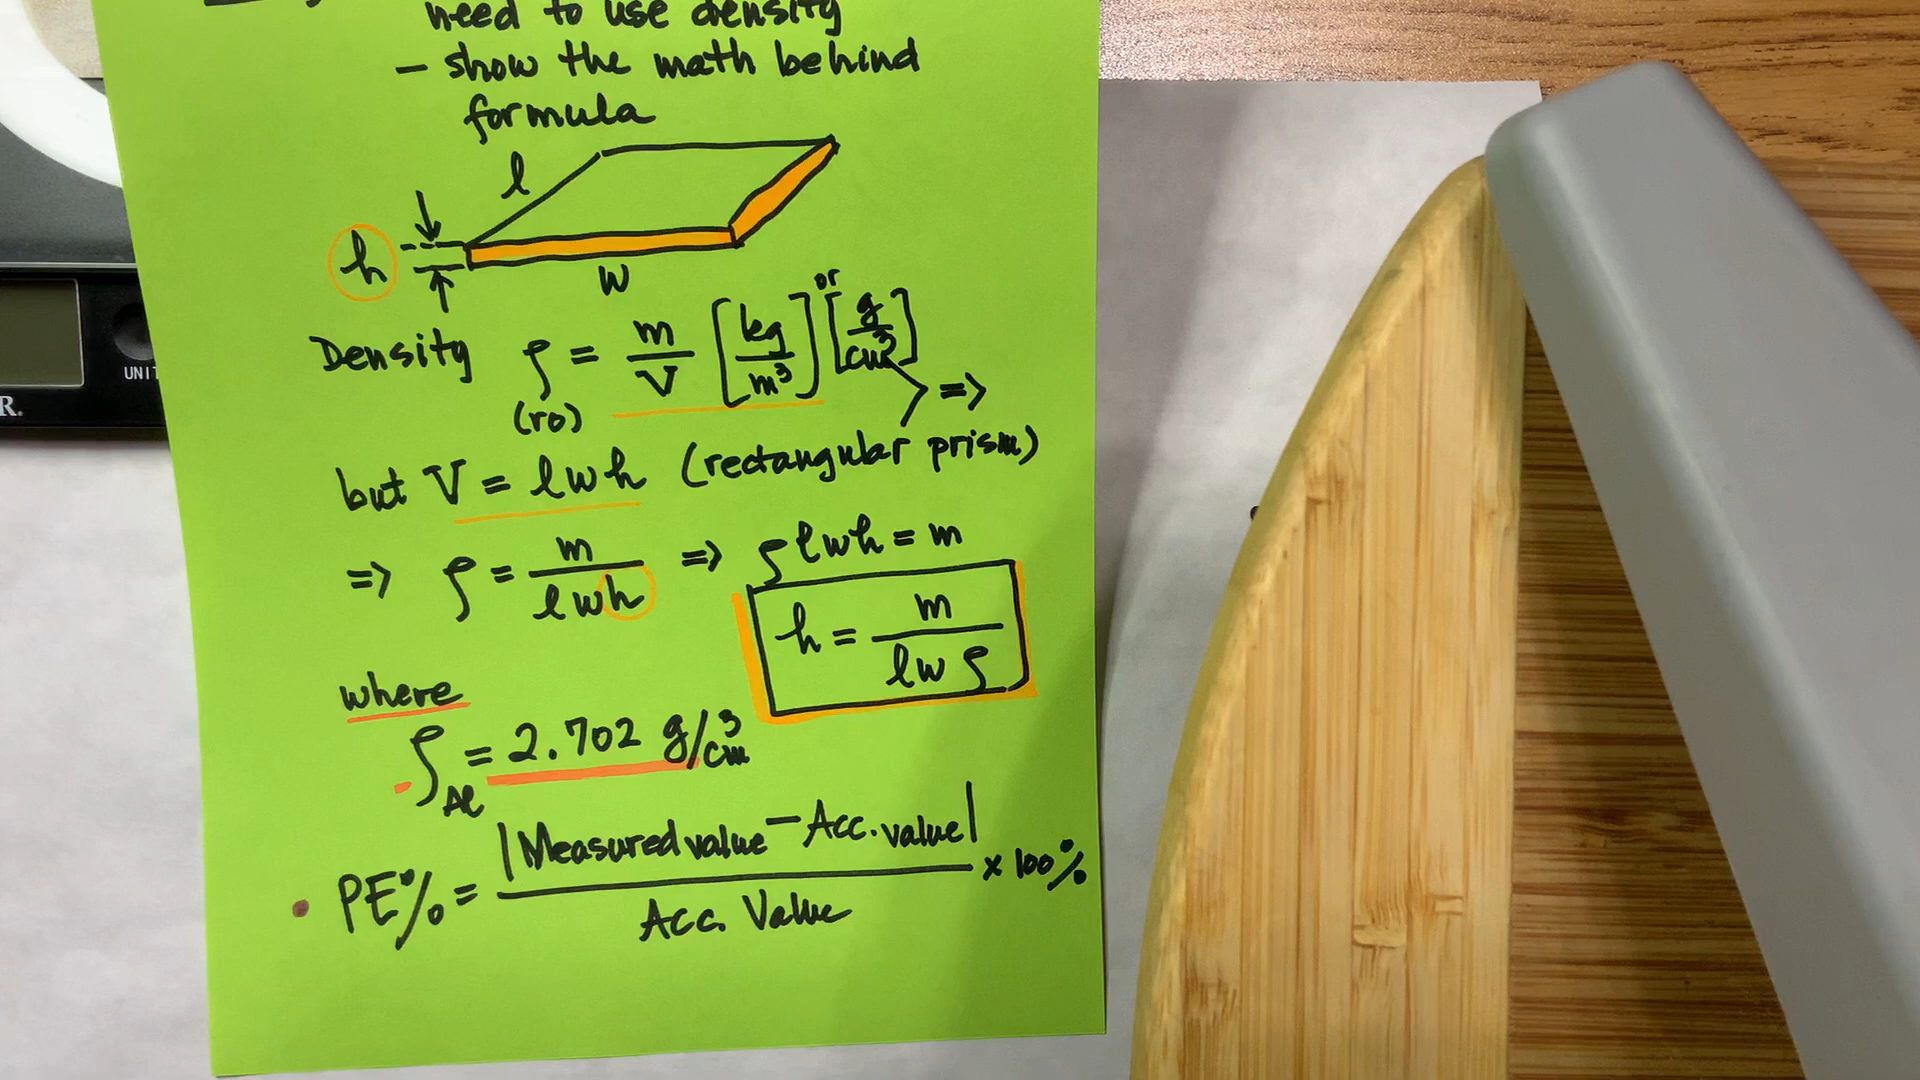 need to use density
— show the math behind
formula
l
h
w
Density ρ = m/V [kg/m³] or [g/cm³] =>
(ro)
but V = lwh (rectangular prism)
=> ρ = m/lwh => ρlwh = m
h = m/lwρ
where
ρAl = 2.702 g/cm³
• PE% = |Measured value - Acc. value|/Acc. Value × 100%
UNI
R.